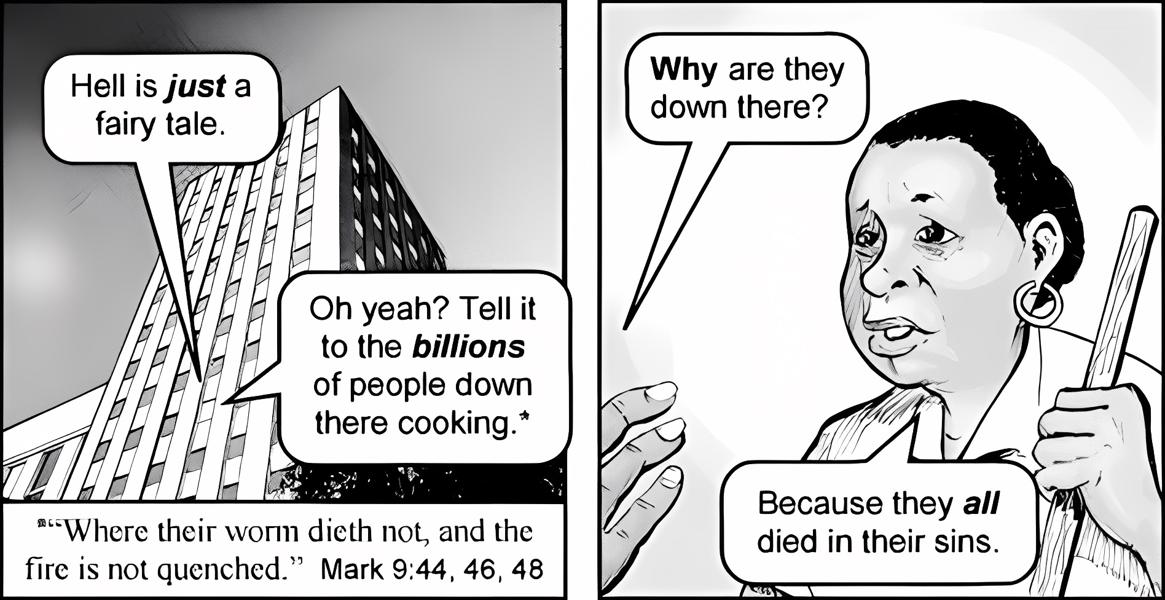 Hell is just a
fairy tale.
Oh yeah? Tell it
to the billions
of people down
there cooking.*
*“Where their worm dieth not, and the
fire is not quenched.” Mark 9:44, 46, 48
Why are they
down there?
Because they all
died in their sins.